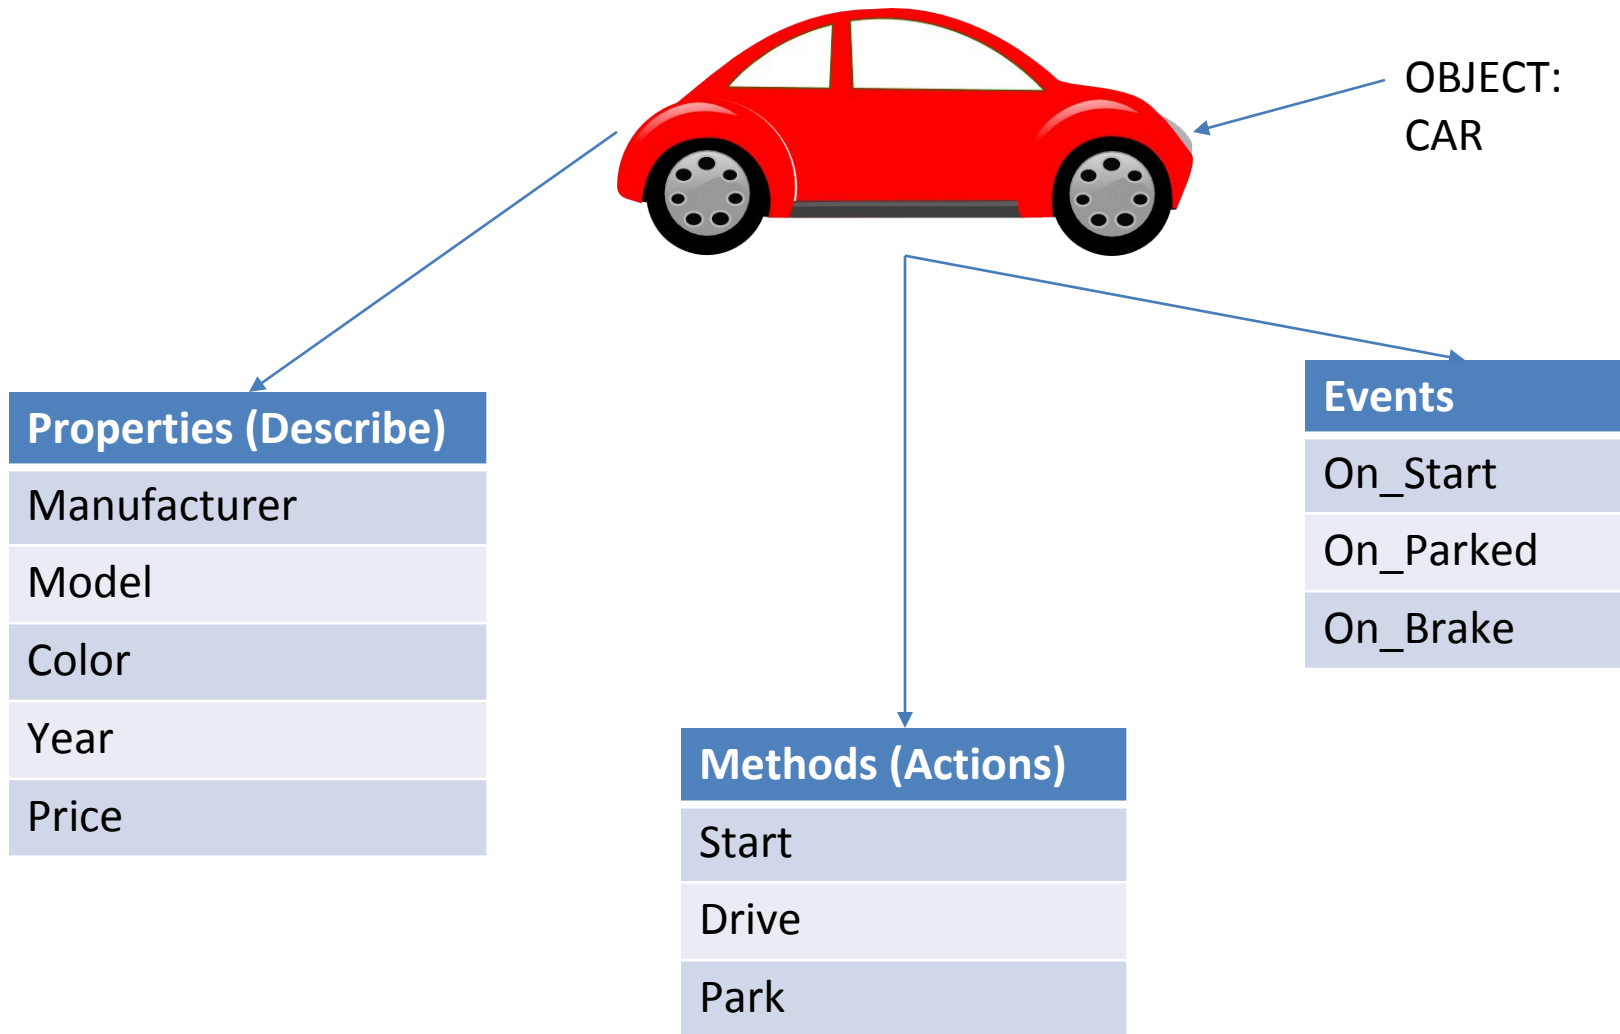 OBJECT:
CAR
Properties (Describe)
Manufacturer
Model
Color
Year
Price
Methods (Actions)
Start
Drive
Park
Events
On_Start
On_Parked
On_Brake